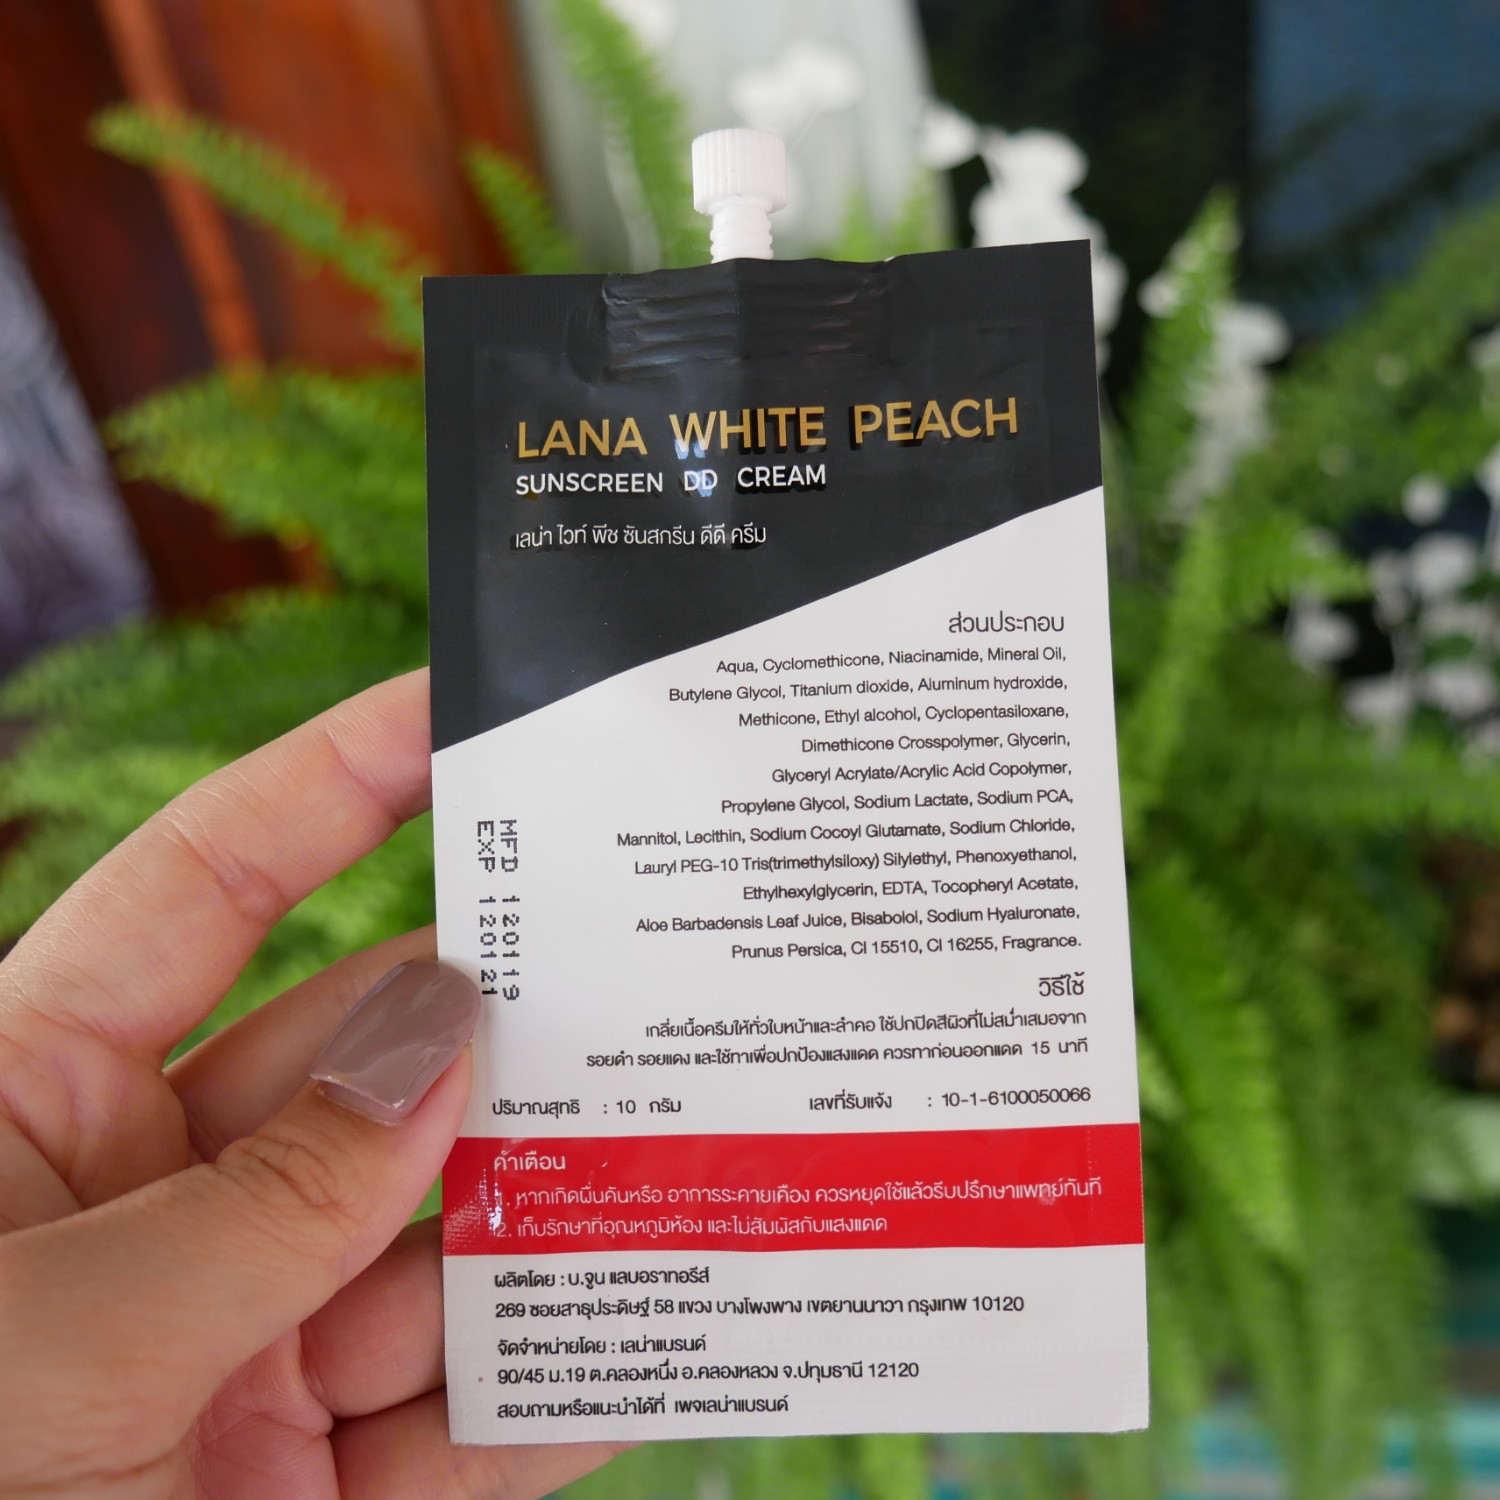 LANA WHITE PEACH
SUNSCREEN DD CREAM
เลน่า ไวท์ พีช ซันสกรีน ดีดี ครีม
ส่วนประกอบ
Aqua, Cyclomethicone, Niacinamide, Mineral Oil,
Butylene Glycol, Titanium dioxide, Aluminum hydroxide,
Methicone, Ethyl alcohol, Cyclopentasiloxane,
Dimethicone Crosspolymer, Glycerin,
Glyceryl Acrylate/Acrylic Acid Copolymer,
Propylene Glycol, Sodium Lactate, Sodium PCA,
Mannitol, Lecithin, Sodium Cocoyl Glutamate, Sodium Chloride,
Lauryl PEG-10 Tris(trimethylsiloxy) Silylethyl, Phenoxyethanol,
Ethylhexylglycerin, EDTA, Tocopheryl Acetate,
Aloe Barbadensis Leaf Juice, Bisabolol, Sodium Hyaluronate,
Prunus Persica, CI 15510, CI 16255, Fragrance.
MFD 120119
EXP 120121
วิธีใช้
เกลี่ยเนื้อครีมให้ทั่วใบหน้าและลำคอ ใช้ปกปิดสีผิวที่ไม่สม่ำเสมอจาก
รอยดำ รอยแดง และใช้ทาเพื่อปกป้องแสงแดด ควรทาก่อนออกแดด 15 นาที
ปริมาณสุทธิ : 10 กรัม เลขที่รับแจ้ง : 10-1-6100050066
คำเตือน
1. หากเกิดผื่นคันหรือ อาการระคายเคือง ควรหยุดใช้แล้วรีบปรึกษาแพทย์ทันที
2. เก็บรักษาที่อุณหภูมิห้อง และไม่สัมผัสกับแสงแดด
ผลิตโดย : บ.จูน แลบอราทอรีส์
269 ซอยสาธุประดิษฐ์ 58 แขวง บางโพงพาง เขตยานนาวา กรุงเทพ 10120
จัดจำหน่ายโดย : เลน่าแบรนด์
90/45 ม.19 ต.คลองหนึ่ง อ.คลองหลวง จ.ปทุมธานี 12120
สอบถามหรือแนะนำได้ที่ เพจเลน่าแบรนด์